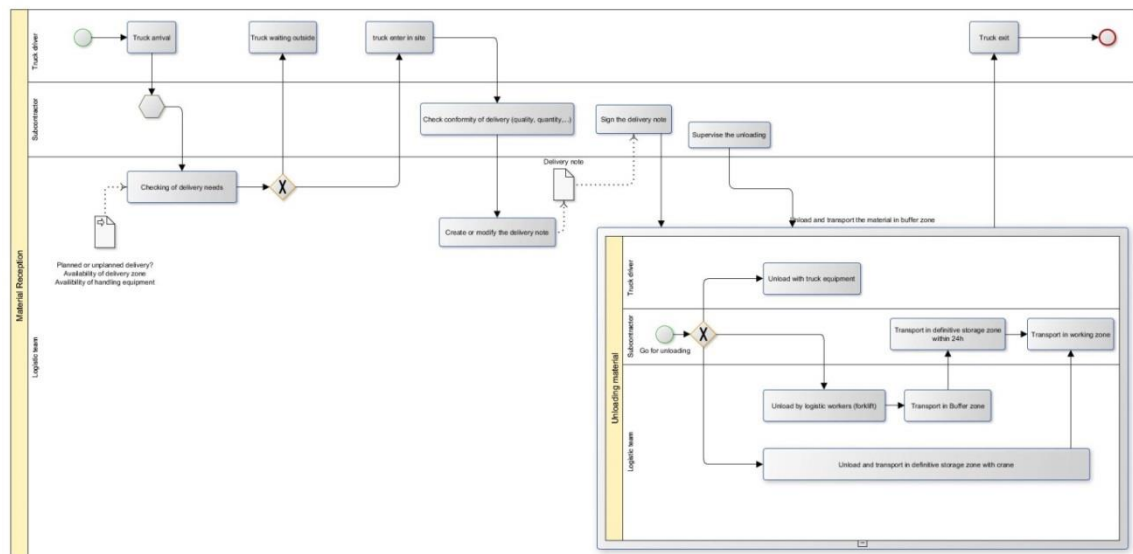 Material Reception
Truck driver
Truck arrival
Truck waiting outside
truck enter in site
Truck exit
Subcontractor
Check conformity of delivery (quality, quantity,...)
Sign the delivery note
Supervise the unloading
Logistic team
Checking of delivery needs
Delivery note
Create or modify the delivery note
Planned or unplanned delivery?
Availability of delivery zone
Availibility of handling equipment
Unload and transport the material in buffer zone
Unloading material
Truck driver
Unload with truck equipment
Subcontractor
Go for unloading
Transport in definitive storage zone
within 24h
Transport in working zone
Logistic team
Unload by logistic workers (forklift)
Transport in Buffer zone
Unload and transport in definitive storage zone with crane